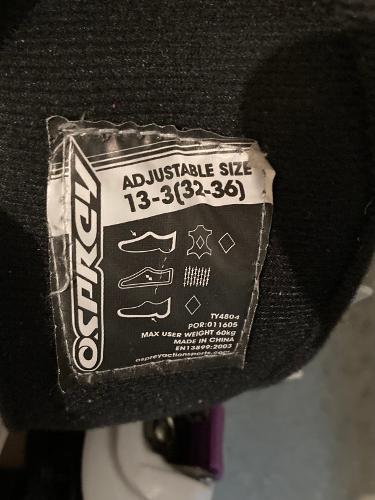 OSPREY
ADJUSTABLE SIZE
13-3(32-36)
TY4804
POR:011605
MAX USER WEIGHT 60kg
MADE IN CHINA
EN13899:2003
ospreyactionsports.com